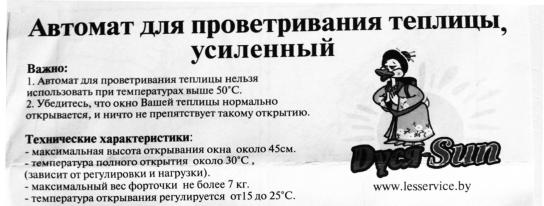 Автомат для проветривания теплицы,
усиленный
Важно:
1. Автомат для проветривания теплицы нельзя
использовать при температурах выше 50˚С.
2. Убедитесь, что окно Вашей теплицы нормально
открывается, и ничто не препятствует такому открытию.
Технические характеристики:
- максимальная высота открывания окна около 45см.
- температура полного открытия около 30˚С ,
(зависит от регулировки и нагрузки).
- максимальный вес форточки не более 7 кг.
- температура открывания регулируется от15 до 25˚С.
Дуся Sun
www.lesservice.by